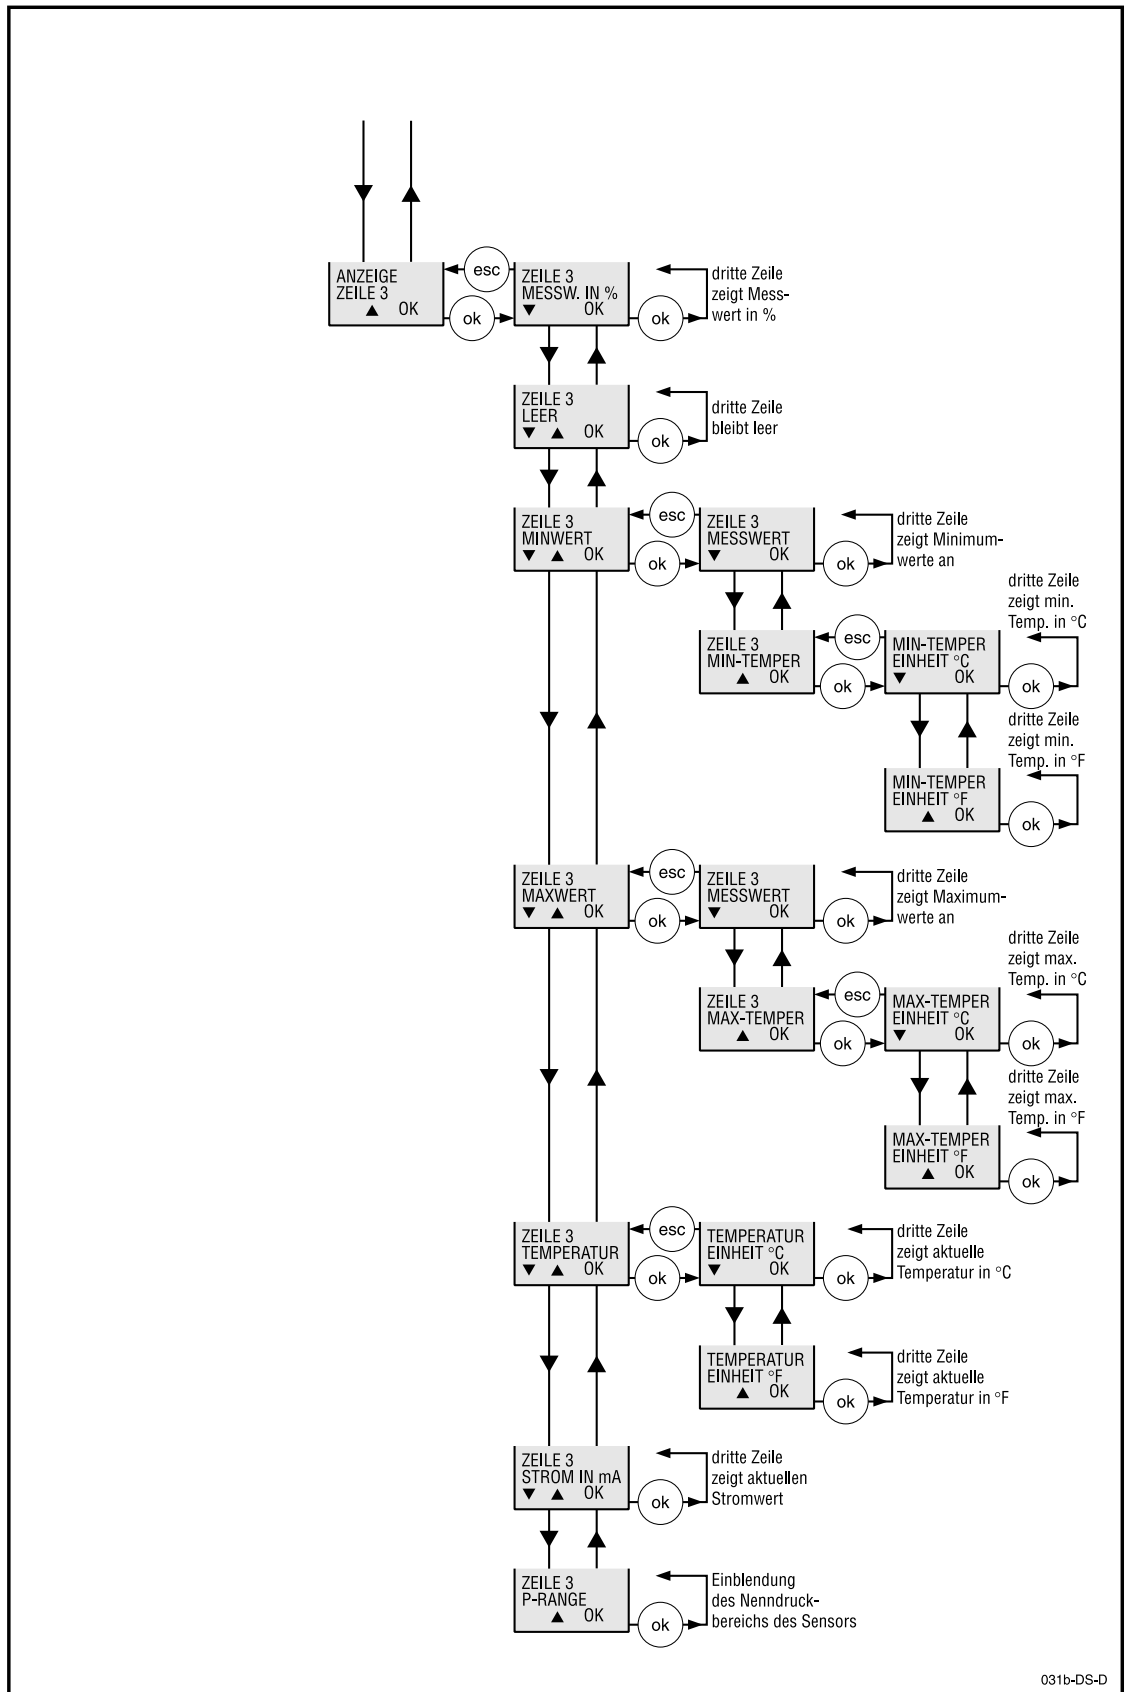 ANZEIGE
ZEILE 3
▲ OK
esc
ok
ZEILE 3
MESSW. IN %
▼ OK
ok
dritte Zeile
zeigt Mess-
wert in %
ZEILE 3
LEER
▼ ▲ OK
ok
dritte Zeile
bleibt leer
ZEILE 3
MINWERT
▼ ▲ OK
esc
ok
ZEILE 3
MESSWERT
▼ OK
ok
dritte Zeile
zeigt Minimum-
werte an
ZEILE 3
MIN-TEMPER
▲ OK
esc
ok
MIN-TEMPER
EINHEIT °C
▼ OK
ok
dritte Zeile
zeigt min.
Temp. in °C
MIN-TEMPER
EINHEIT °F
▲ OK
ok
dritte Zeile
zeigt min.
Temp. in °F
ZEILE 3
MAXWERT
▼ ▲ OK
esc
ok
ZEILE 3
MESSWERT
▼ OK
ok
dritte Zeile
zeigt Maximum-
werte an
ZEILE 3
MAX-TEMPER
▲ OK
esc
ok
MAX-TEMPER
EINHEIT °C
▼ OK
ok
dritte Zeile
zeigt max.
Temp. in °C
MAX-TEMPER
EINHEIT °F
▲ OK
ok
dritte Zeile
zeigt max.
Temp. in °F
ZEILE 3
TEMPERATUR
▼ ▲ OK
esc
ok
TEMPERATUR
EINHEIT °C
▼ OK
ok
dritte Zeile
zeigt aktuelle
Temperatur in °C
TEMPERATUR
EINHEIT °F
▲ OK
ok
dritte Zeile
zeigt aktuelle
Temperatur in °F
ZEILE 3
STROM IN mA
▼ ▲ OK
ok
dritte Zeile
zeigt aktuellen
Stromwert
ZEILE 3
P-RANGE
▲ OK
ok
Einblendung
des Nenndruck-
bereichs des Sensors
031b-DS-D